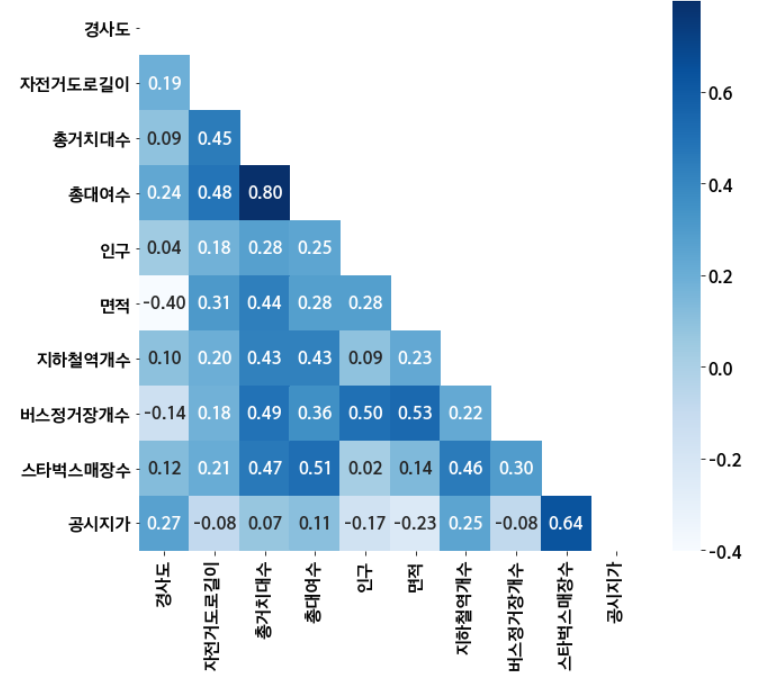 경사도
자전거도로길이 0.19
총거치대수 0.09 0.45
총대여수 0.24 0.48 0.80
인구 0.04 0.18 0.28 0.25
면적 -0.40 0.31 0.44 0.28 0.28
지하철역개수 0.10 0.20 0.43 0.43 0.09 0.23
버스정거장개수 -0.14 0.18 0.49 0.36 0.50 0.53 0.22
스타벅스매장수 0.12 0.21 0.47 0.51 0.02 0.14 0.46 0.30
공시지가 0.27 -0.08 0.07 0.11 -0.17 -0.23 0.25 -0.08 0.64
경사도
자전거도로길이
총거치대수
총대여수
인구
면적
지하철역개수
버스정거장개수
스타벅스매장수
공시지가
0.6
0.4
0.2
0.0
-0.2
-0.4